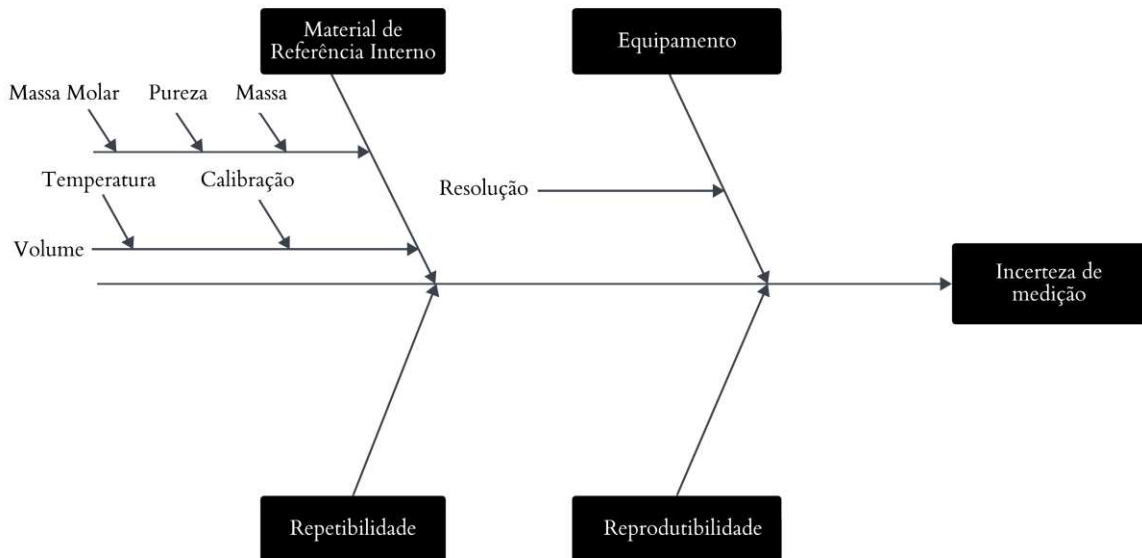 Material de
Referência Interno
Equipamento
Massa Molar
Pureza
Massa
Temperatura
Calibração
Resolução
Volume
Incerteza de
medição
Repetibilidade
Reprodutibilidade